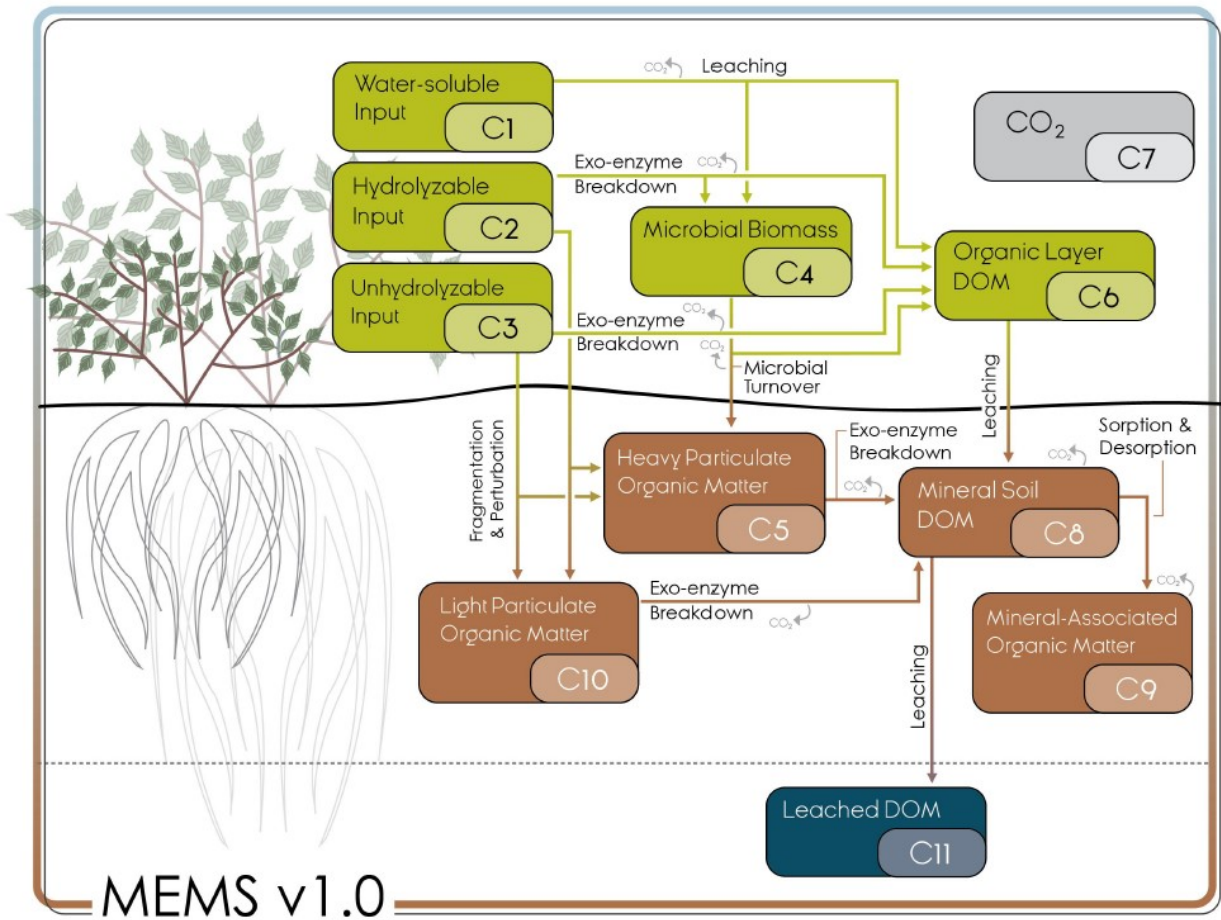 Water-soluble
Input
C1
CO2
Leaching
CO2
C7
Exo-enzyme
Breakdown
CO2
Hydrolyzable
Input
C2
Microbial Biomass
C4
Organic Layer
DOM
C6
Unhydrolyzable
Input
C3
Exo-enzyme
Breakdown
CO2
CO2
Microbial
Turnover
Leaching
Fragmentation
& Perturbation
Heavy Particulate
Organic Matter
C5
Exo-enzyme
Breakdown
CO2
Sorption &
Desorption
CO2
Mineral Soil
DOM
C8
Light Particulate
Organic Matter
C10
Exo-enzyme
Breakdown
CO2
CO2
Mineral-Associated
Organic Matter
C9
Leaching
Leached DOM
C11
MEMS v1.0